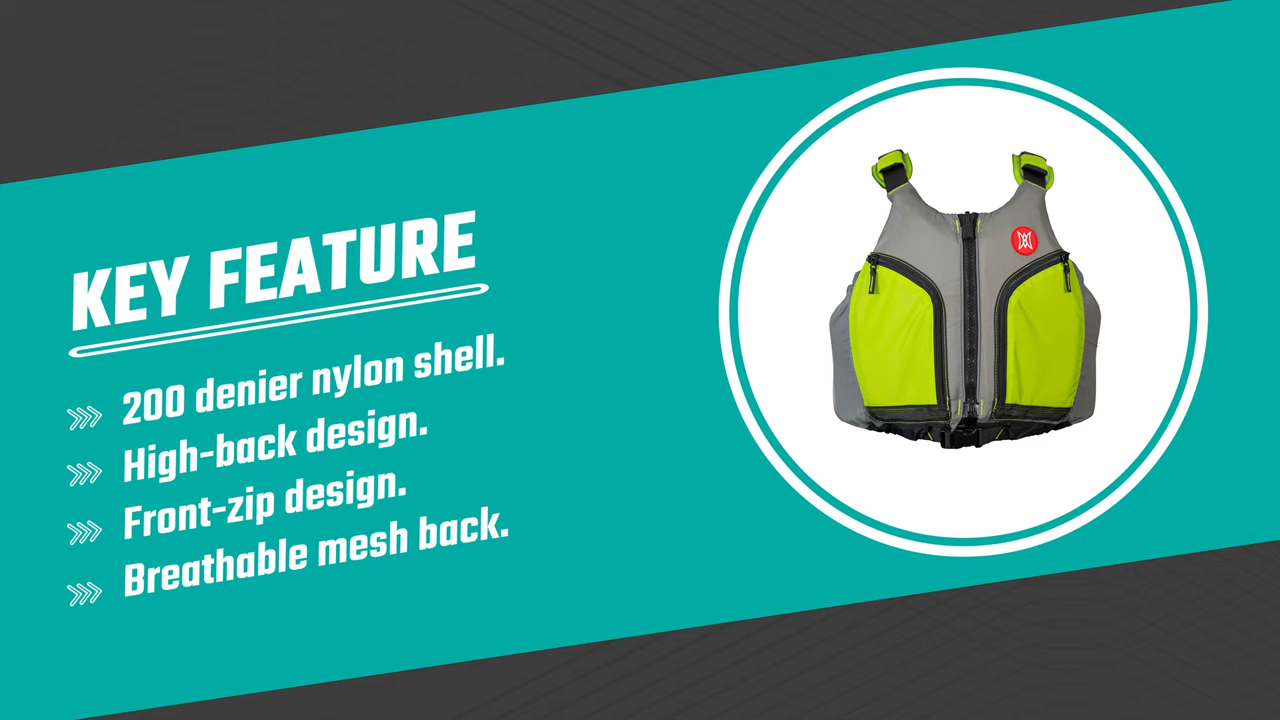 KEY FEATURE
200 denier nylon shell.
High-back design.
Front-zip design.
Breathable mesh back.